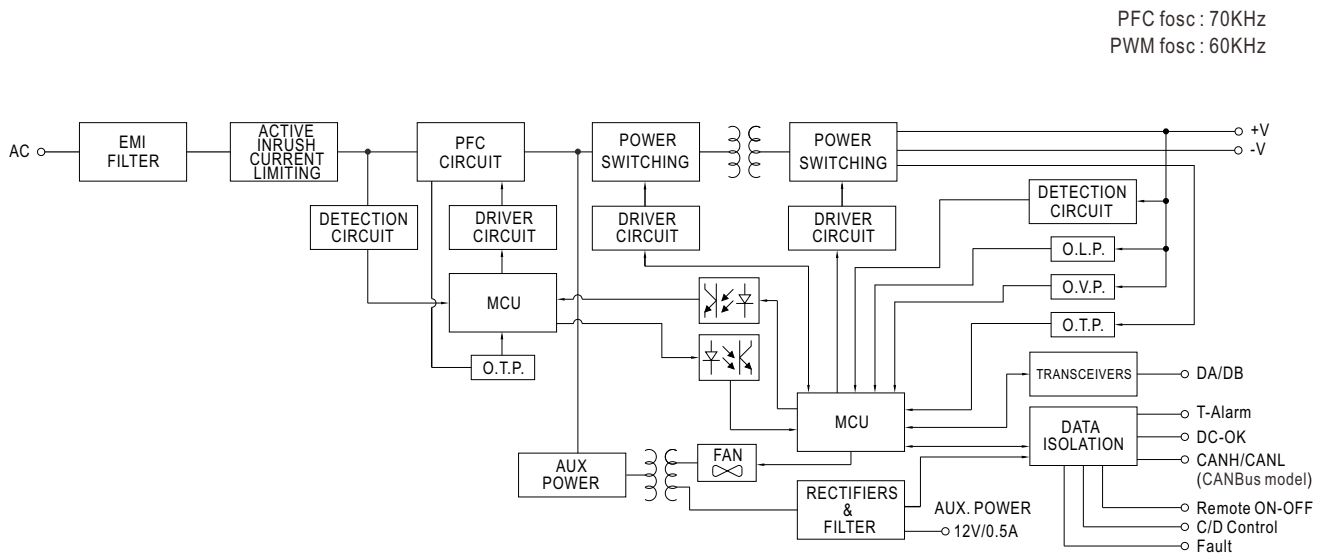 PFC fosc : 70KHz
PWM fosc : 60KHz
AC
EMI
FILTER
ACTIVE
INRUSH
CURRENT
LIMITING
PFC
CIRCUIT
POWER
SWITCHING
POWER
SWITCHING
+V
-V
DETECTION
CIRCUIT
DRIVER
CIRCUIT
DRIVER
CIRCUIT
DRIVER
CIRCUIT
DETECTION
CIRCUIT
O.L.P.
O.V.P.
O.T.P.
MCU
O.T.P.
TRANSCEIVERS
DA/DB
MCU
DATA
ISOLATION
T-Alarm
DC-OK
CANH/CANL
(CANBus model)
Remote ON-OFF
C/D Control
Fault
AUX
POWER
FAN
RECTIFIERS
&
FILTER
AUX. POWER
12V/0.5A